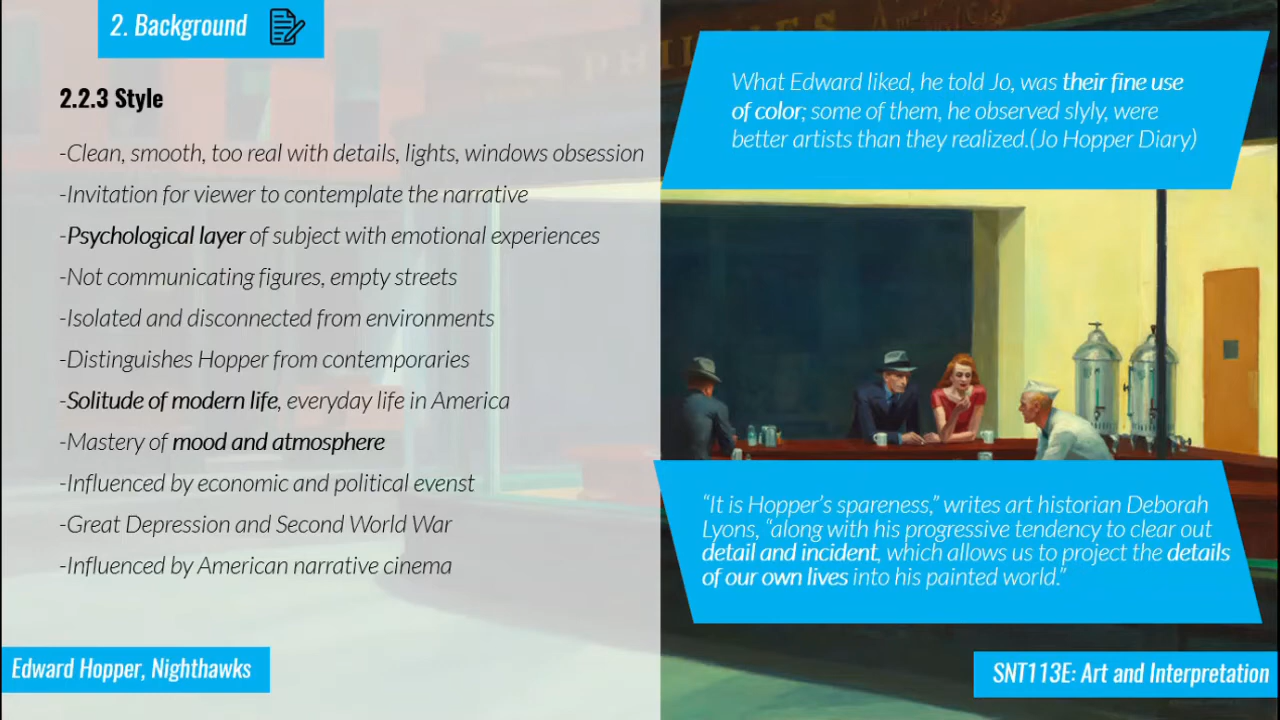 2. Background
2.2.3 Style
-Clean, smooth, too real with details, lights, windows obsession
-Invitation for viewer to contemplate the narrative
-Psychological layer of subject with emotional experiences
-Not communicating figures, empty streets
-Isolated and disconnected from environments
-Distinguishes Hopper from contemporaries
-Solitude of modern life, everyday life in America
-Mastery of mood and atmosphere
-Influenced by economic and political evenst
-Great Depression and Second World War
-Influenced by American narrative cinema
Edward Hopper, Nighthawks
What Edward liked, he told Jo, was their fine use
of color; some of them, he observed slyly, were
better artists than they realized.(Jo Hopper Diary)
“It is Hopper’s spareness,” writes art historian Deborah
Lyons, “along with his progressive tendency to clear out
detail and incident, which allows us to project the details
of our own lives into his painted world.”
SNT113E: Art and Interpretation